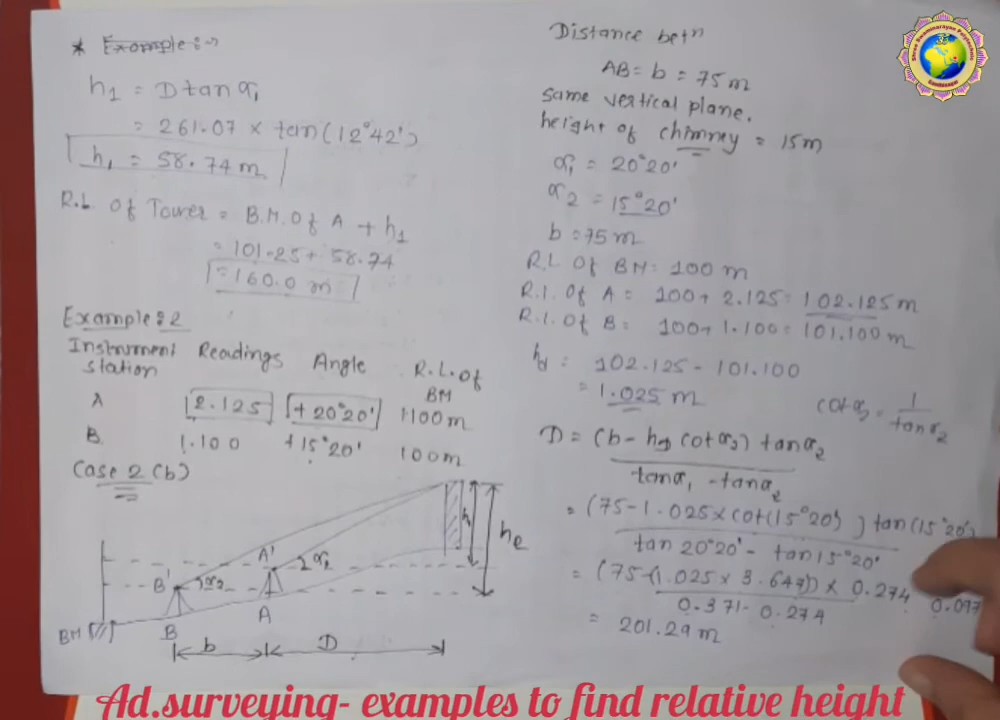 * Example :-
h1 = D tan α1
= 261.07 × tan(12°42')
h1 = 58.74 m
R.L. Of Tower = B.M. Of A + h1
= 101.25 + 58.74
= 160.0 m
Example : 2
Instrument station Readings Angle R.L. Of BM
A 2.125 + 20°20' 100 m
B. 1.100 + 15°20' 100 m
Case 2 (b)
h
he
A'
α1
B'
α2
A
BM
B
b
D
Distance betn
AB = b = 75 m
same vertical plane.
height of chimney = 15 m
α1 = 20°20'
α2 = 15°20'
b = 75 m
R.L. Of BM = 100 m
R.L. Of A = 100 + 2.125 = 102.125 m
R.L. Of B = 100 + 1.100 = 101.100 m
hd = 102.125 - 101.100
= 1.025 m
cot α2 = 1 / tan α2
D = (b - hd cot α2) tan α2
tan α1 - tan α2
= (75 - 1.025 × cot(15°20')) tan(15°20')
tan 20°20' - tan 15°20'
= (75 - (1.025 × 3.647)) × 0.274
0.371 - 0.274 0.097
= 201.29 m
Shree Swaminarayan Polytechnic
Gandhinagar
Ad.surveying- examples to find relative height